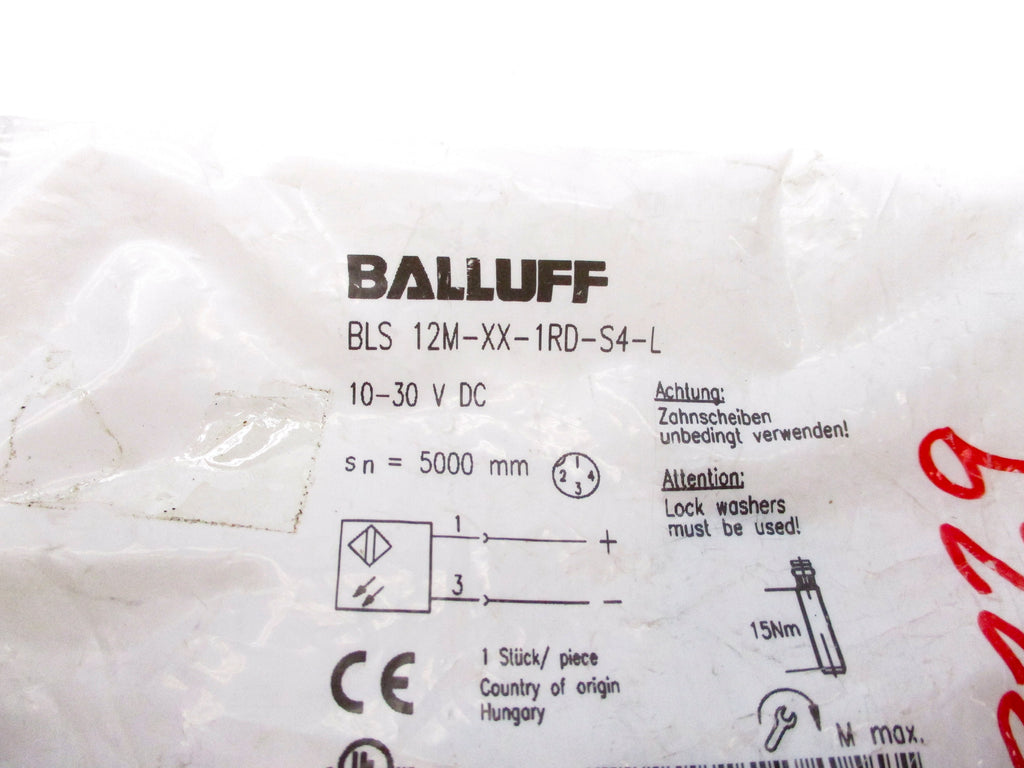 BALLUFF
BLS 12M-XX-1RD-S4-L
10-30 V DC
sn = 5000 mm
1
2 4
3
Achtung:
Zahnscheiben
unbedingt verwenden!
Attention:
Lock washers
must be used!
1 +
3 −
15Nm
CE
1 Stück/ piece
Country of origin
Hungary
M max.